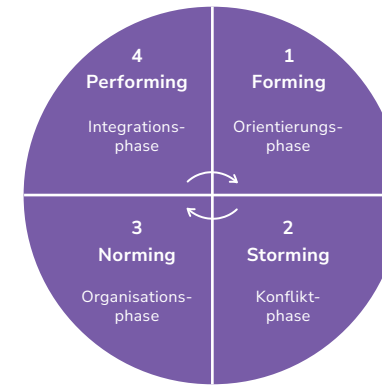 4
Performing
Integrations-
phase
1
Forming
Orientierungs-
phase
3
Norming
Organisations-
phase
2
Storming
Konflikt-
phase